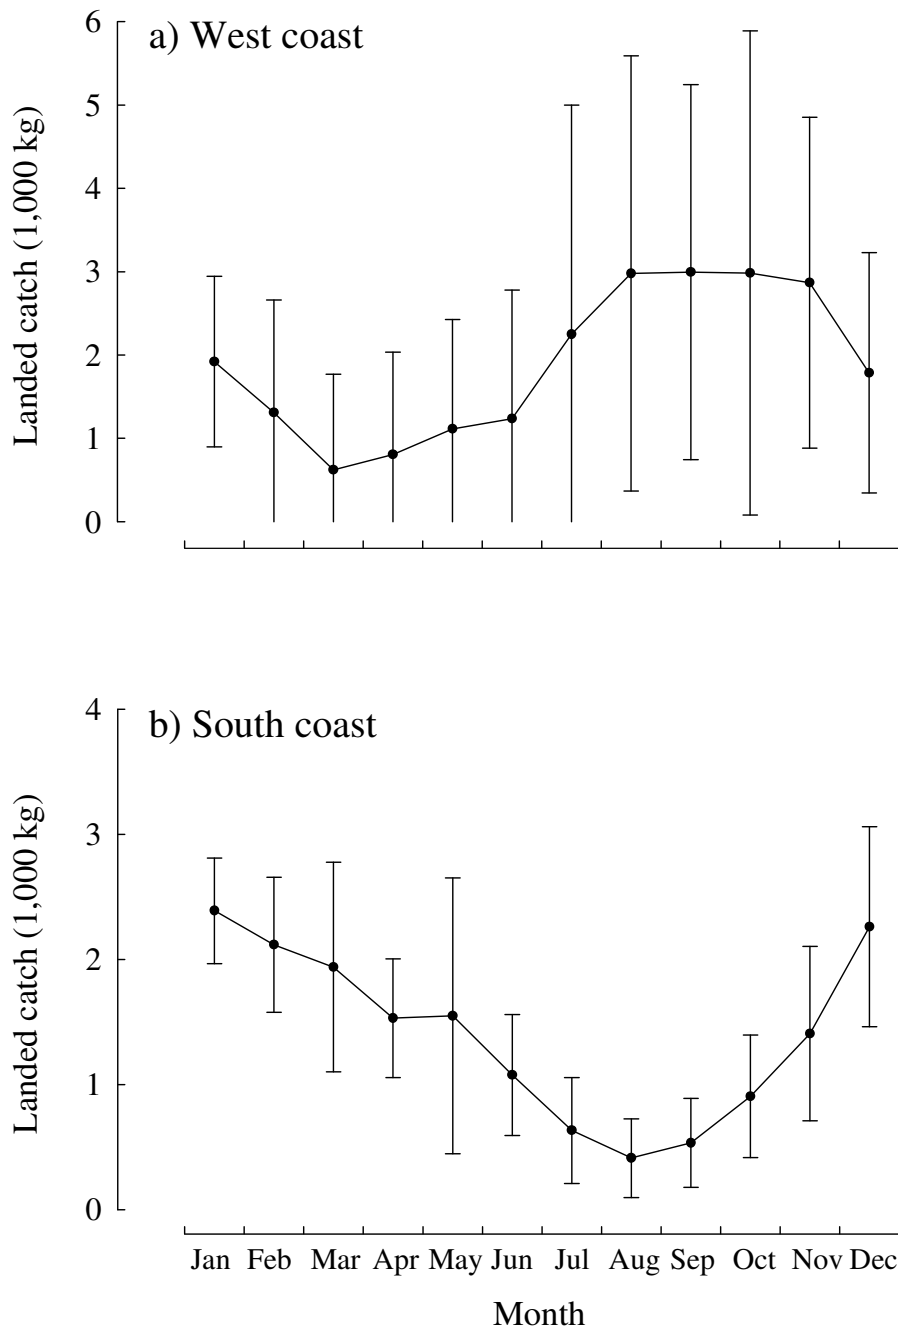 a) West coast
Landed catch (1,000 kg)
6
5
4
3
2
1
0
b) South coast
Landed catch (1,000 kg)
4
3
2
1
0
Jan Feb Mar Apr May Jun Jul Aug Sep Oct Nov Dec
Month